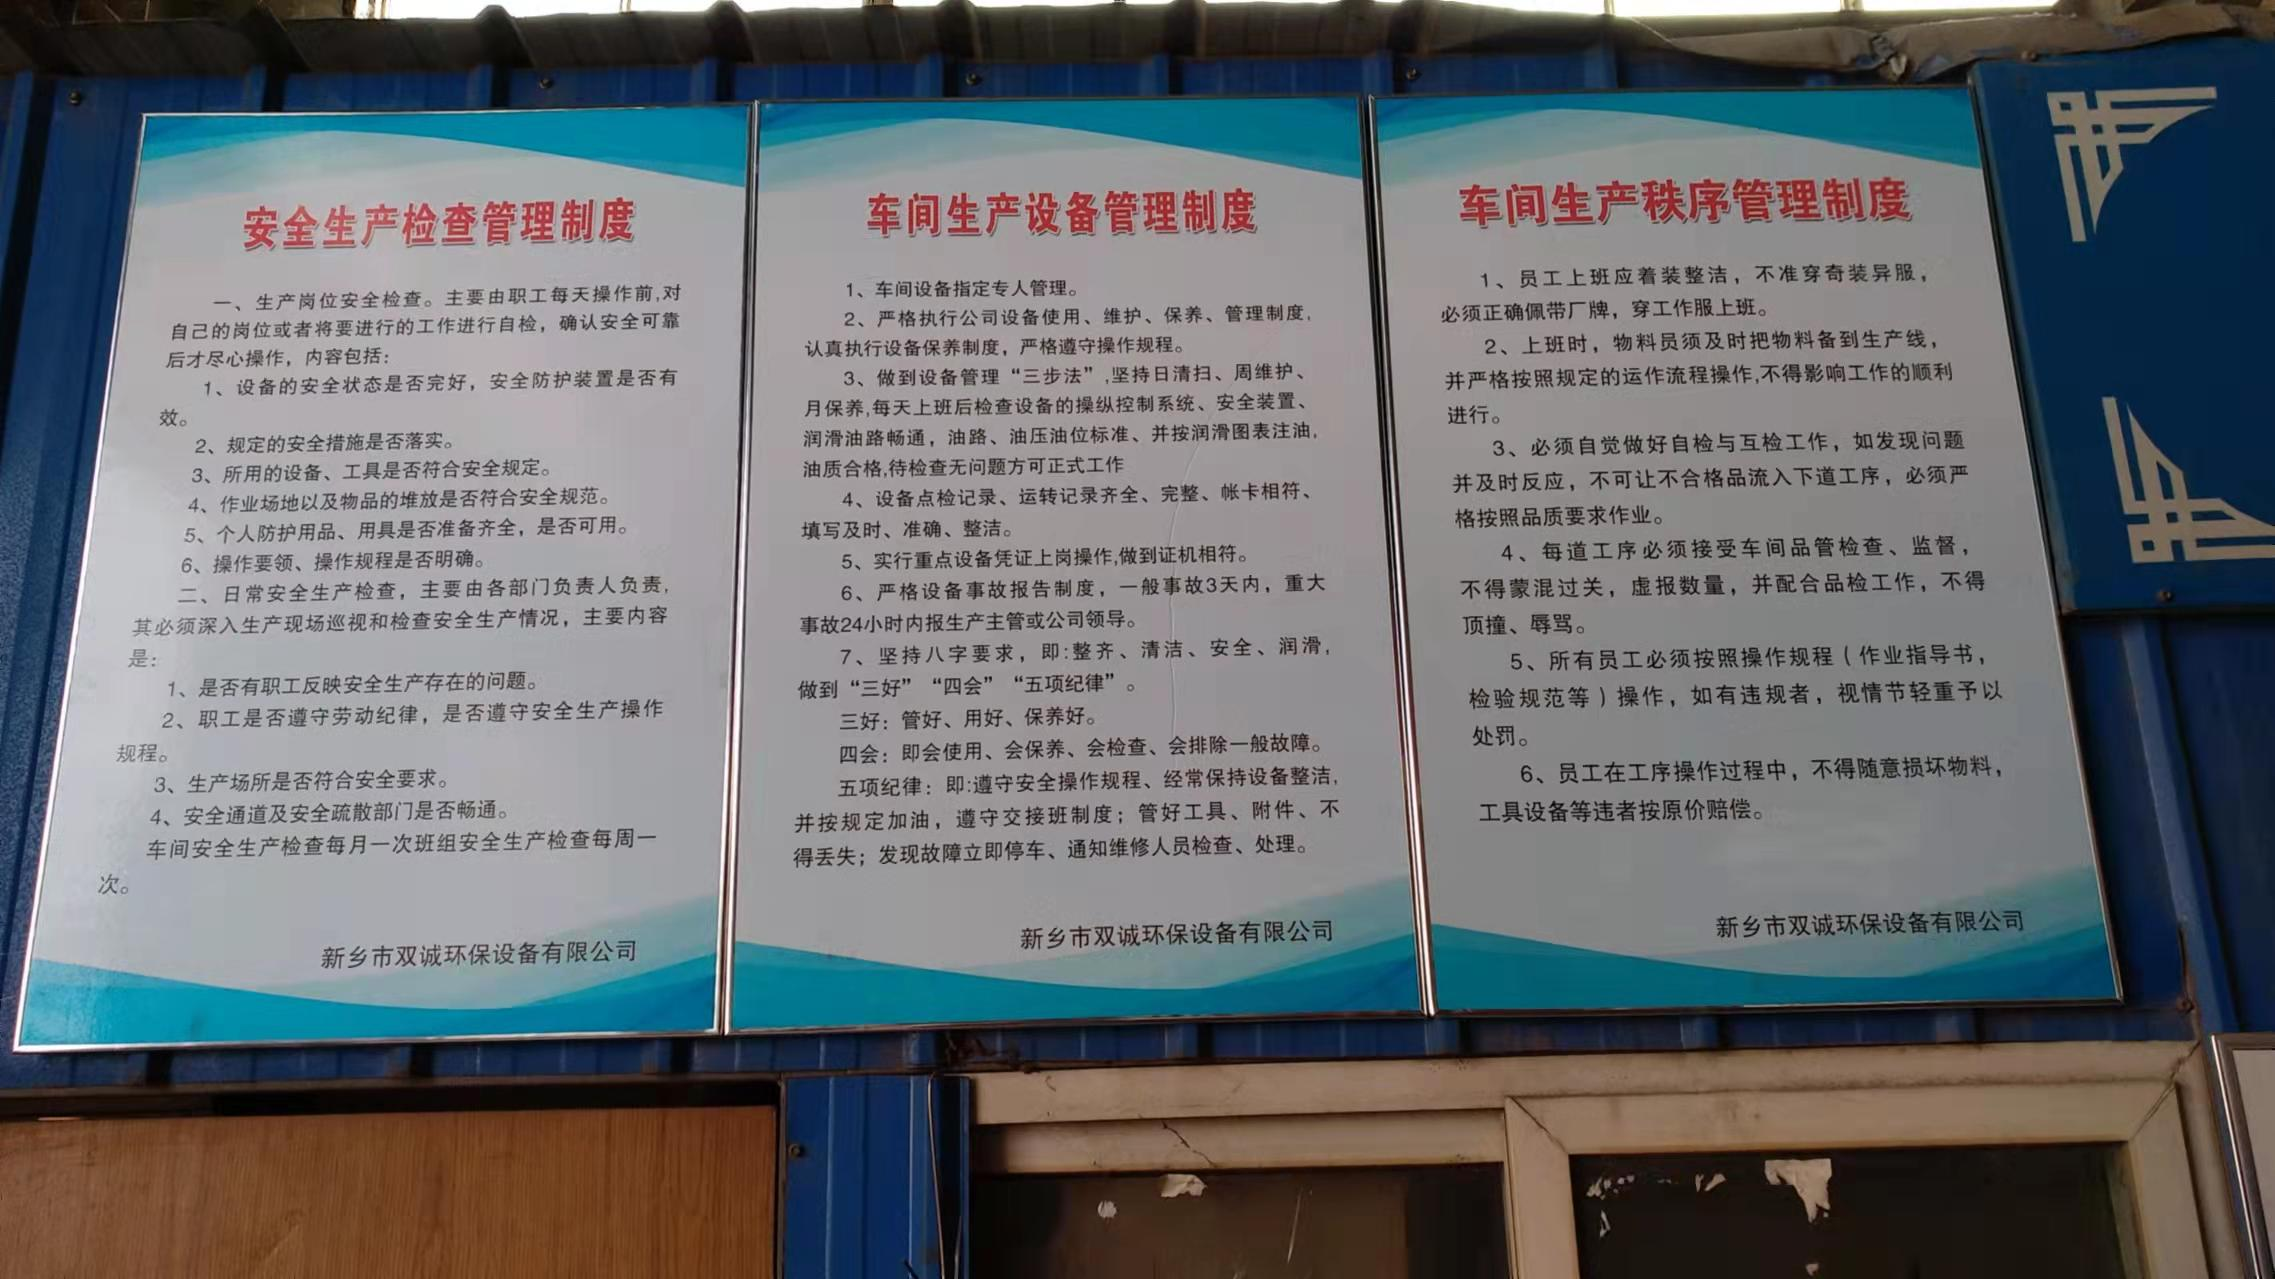 安全生产检查管理制度
一、生产岗位安全检查。主要由职工每天操作前,对
自己的岗位或者将要进行的工作进行自检，确认安全可靠
后才尽心操作，内容包括：
1、设备的安全状态是否完好，安全防护装置是否有
效。
2、规定的安全措施是否落实。
3、所用的设备、工具是否符合安全规定。
4、作业场地以及物品的堆放是否符合安全规范。
5、个人防护用品、用具是否准备齐全，是否可用。
6、操作要领、操作规程是否明确。
二、日常安全生产检查，主要由各部门负责人负责，
其必须深入生产现场巡视和检查安全生产情况，主要内容
是：
1、是否有职工反映安全生产存在的问题。
2、职工是否遵守劳动纪律，是否遵守安全生产操作
规程。
3、生产场所是否符合安全要求。
4、安全通道及安全疏散部门是否畅通。
车间安全生产检查每月一次班组安全生产检查每周一
次。
新乡市双诚环保设备有限公司
车间生产设备管理制度
1、车间设备指定专人管理。
2、严格执行公司设备使用、维护、保养、管理制度，
认真执行设备保养制度，严格遵守操作规程。
3、做到设备管理“三步法”,坚持日清扫、周维护、
月保养,每天上班后检查设备的操纵控制系统、安全装置、
润滑油路畅通，油路、油压油位标准、并按润滑图表注油，
油质合格,待检查无问题方可正式工作
4、设备点检记录、运转记录齐全、完整、帐卡相符、
填写及时、准确、整洁。
5、实行重点设备凭证上岗操作,做到证机相符。
6、严格设备事故报告制度，一般事故3天内，重大
事故24小时内报生产主管或公司领导。
7、坚持八字要求，即:整齐、清洁、安全、润滑，
做到“三好”“四会”“五项纪律”。
三好：管好、用好、保养好。
四会：即会使用、会保养、会检查、会排除一般故障。
五项纪律：即:遵守安全操作规程、经常保持设备整洁，
并按规定加油，遵守交接班制度；管好工具、附件、不
得丢失；发现故障立即停车、通知维修人员检查、处理。
新乡市双诚环保设备有限公司
车间生产秩序管理制度
1、员工上班应着装整洁，不准穿奇装异服，
必须正确佩带厂牌，穿工作服上班。
2、上班时，物料员须及时把物料备到生产线，
并严格按照规定的运作流程操作,不得影响工作的顺利
进行。
3、必须自觉做好自检与互检工作，如发现问题
并及时反应，不可让不合格品流入下道工序，必须严
格按照品质要求作业。
4、每道工序必须接受车间品管检查、监督，
不得蒙混过关，虚报数量，并配合品检工作，不得
顶撞、辱骂。
5、所有员工必须按照操作规程（作业指导书，
检验规范等）操作，如有违规者，视情节轻重予以
处罚。
6、员工在工序操作过程中，不得随意损坏物料，
工具设备等违者按原价赔偿。
新乡市双诚环保设备有限公司